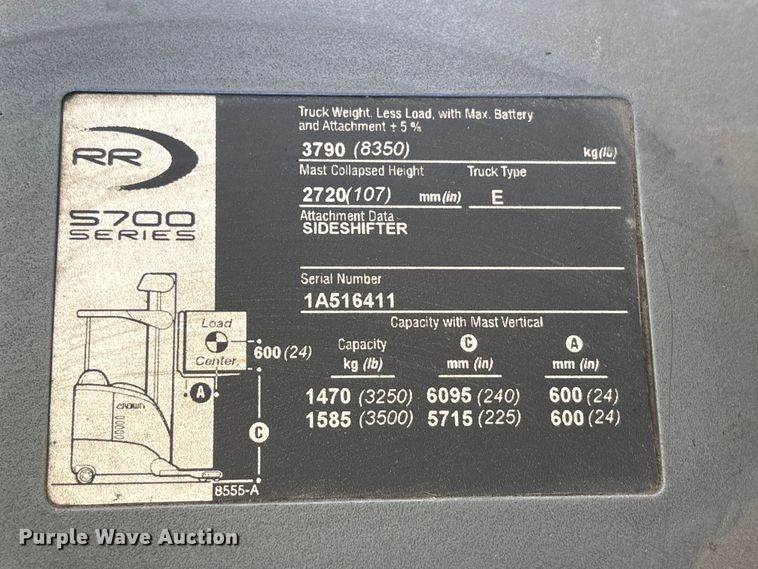 RR
5700
SERIES
Truck Weight, Less Load, with Max. Battery
and Attachment ± 5 %
3790 (8350) kg(lb)
Mast Collapsed Height Truck Type
2720(107) mm(in) E
Attachment Data
SIDESHIFTER
Serial Number
1A516411
Capacity with Mast Vertical
Load
Center
600 (24)
A
C
CROWN
8555-A
Capacity C A
kg (lb) mm (in) mm (in)
1470 (3250) 6095 (240) 600 (24)
1585 (3500) 5715 (225) 600 (24)
Purple Wave Auction